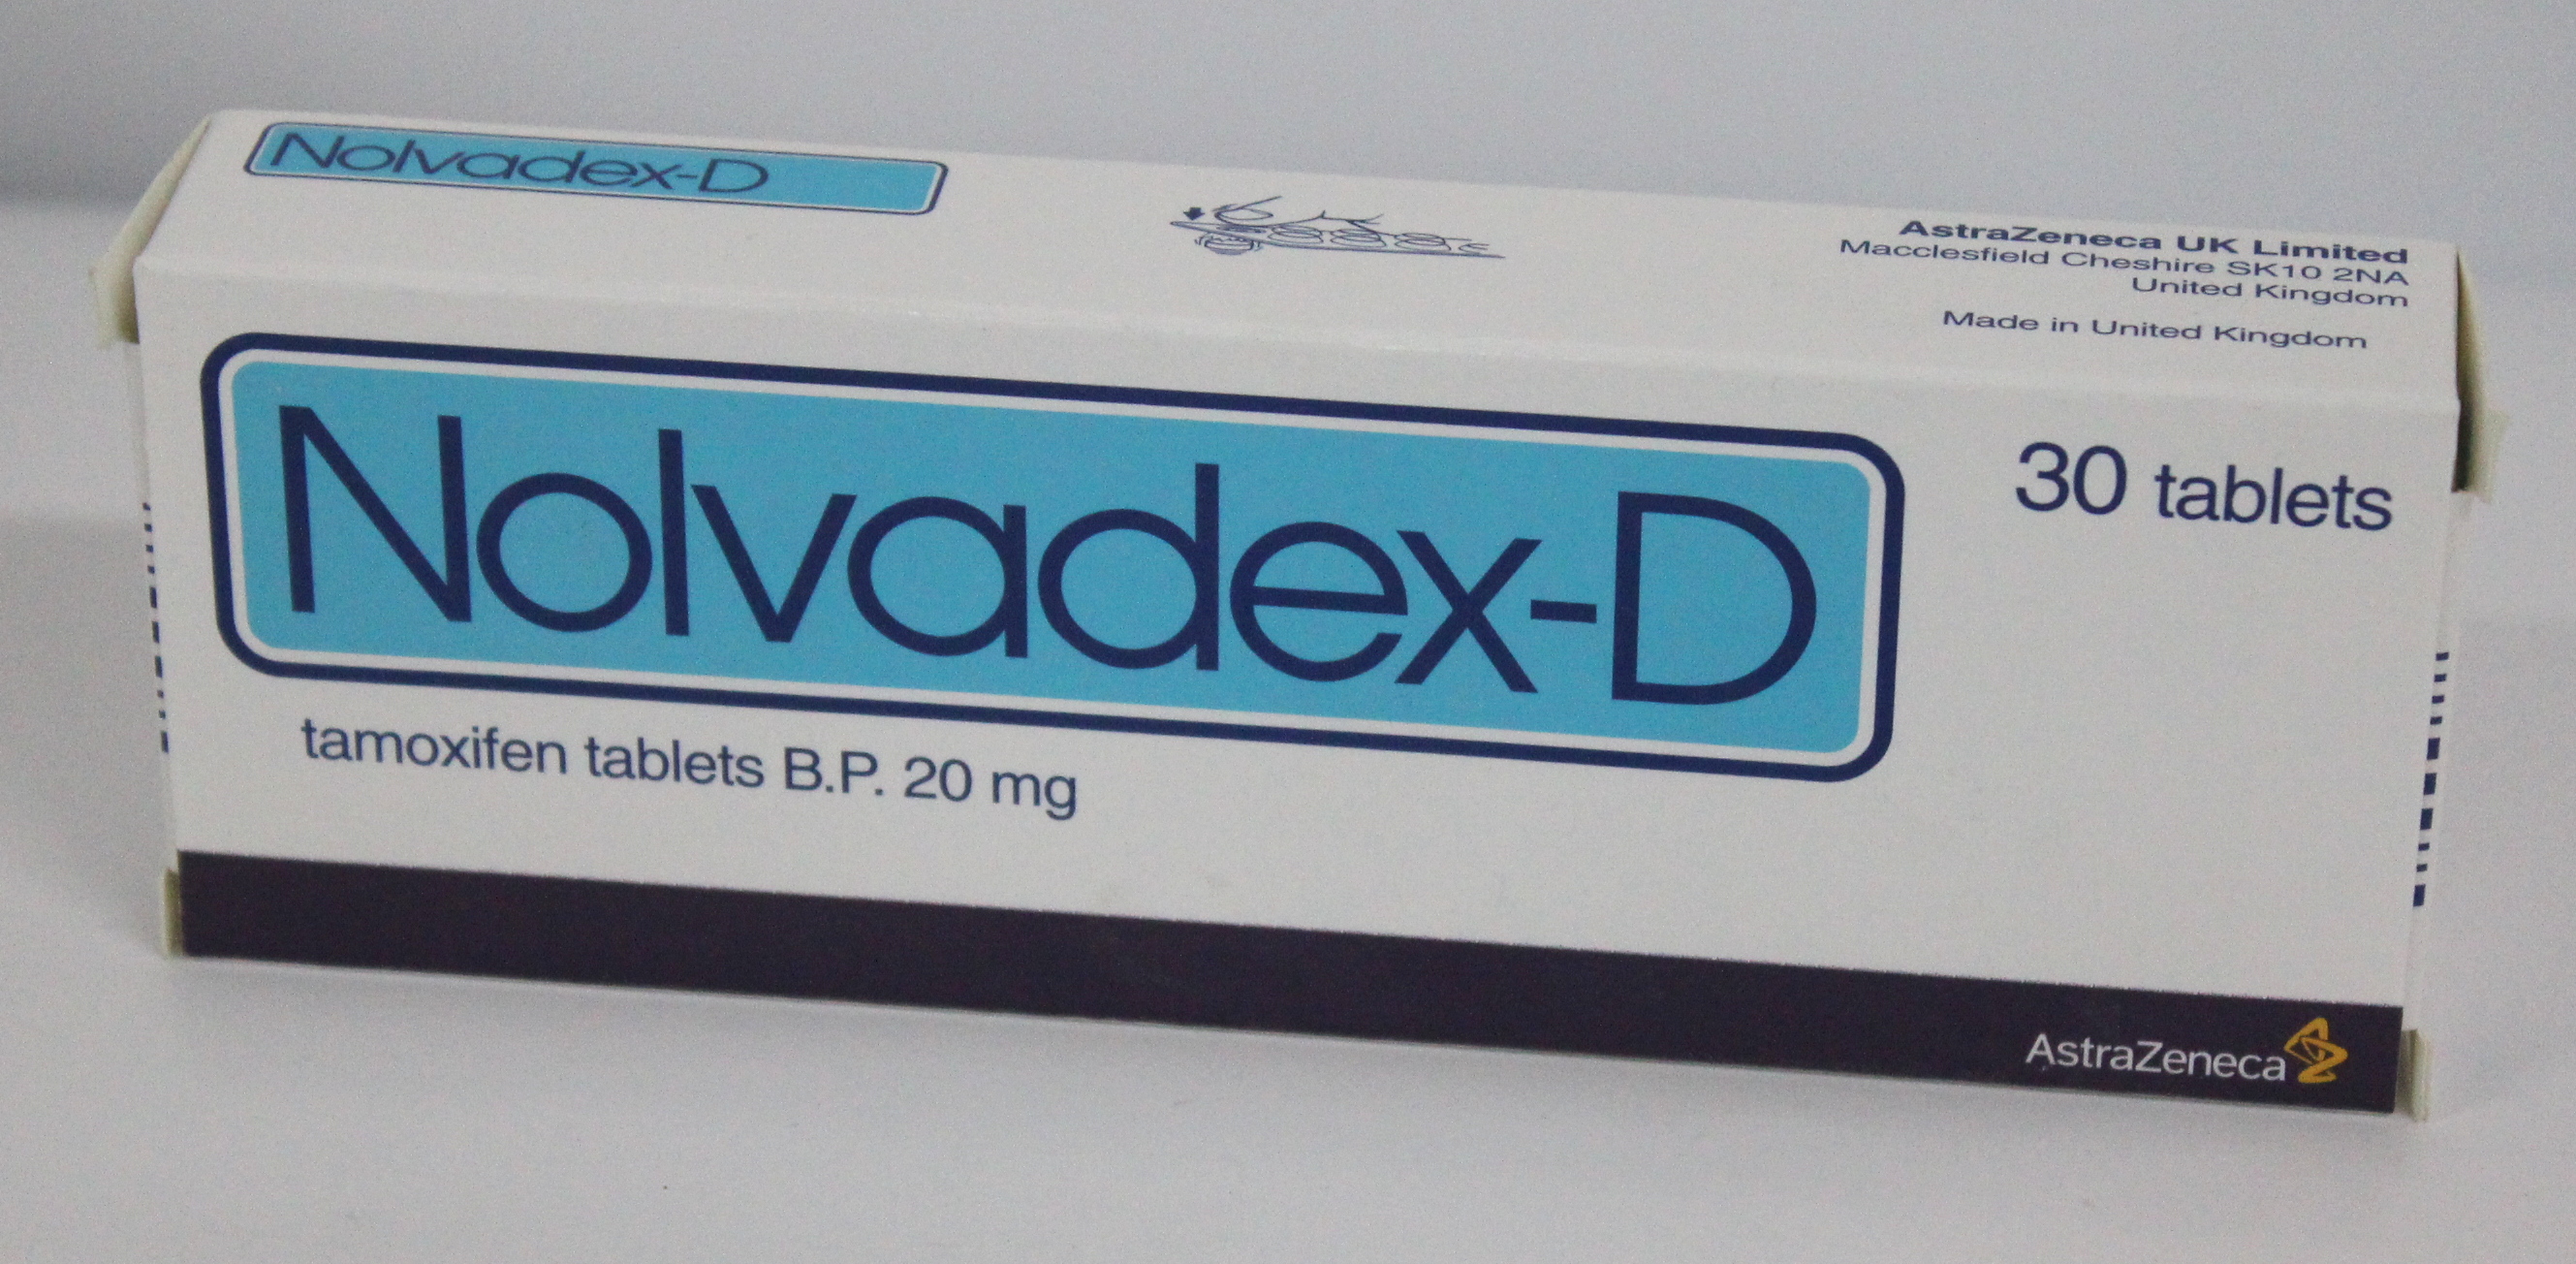 Nolvadex-D
AstraZeneca UK Limited
Macclesfield Cheshire SK10 2NA
United Kingdom
Made in United Kingdom
Nolvadex-D
30 tablets
tamoxifen tablets B.P. 20 mg
AstraZeneca